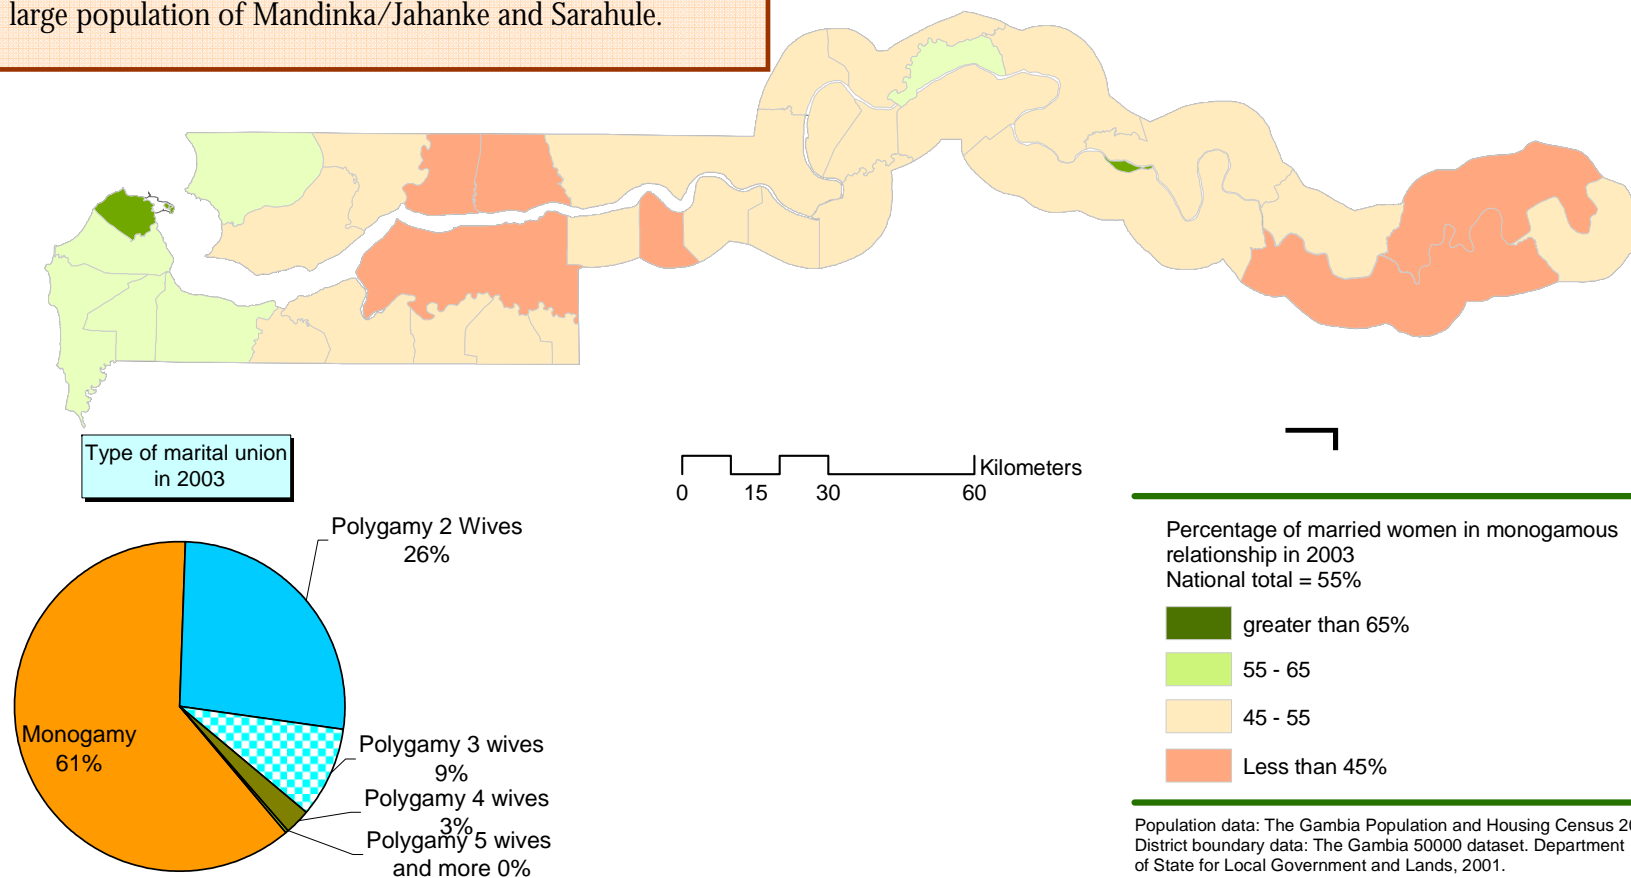 large population of Mandinka/Jahanke and Sarahule.
Type of marital union
in 2003
Kilometers
0 15 30 60
Polygamy 2 Wives
26%
Monogamy
61%
Polygamy 3 wives
9%
Polygamy 4 wives
3%
Polygamy 5 wives
and more 0%
Percentage of married women in monogamous
relationship in 2003
National total = 55%
greater than 65%
55 - 65
45 - 55
Less than 45%
Population data: The Gambia Population and Housing Census
District boundary data: The Gambia 50000 dataset. Department
of State for Local Government and Lands, 2001.